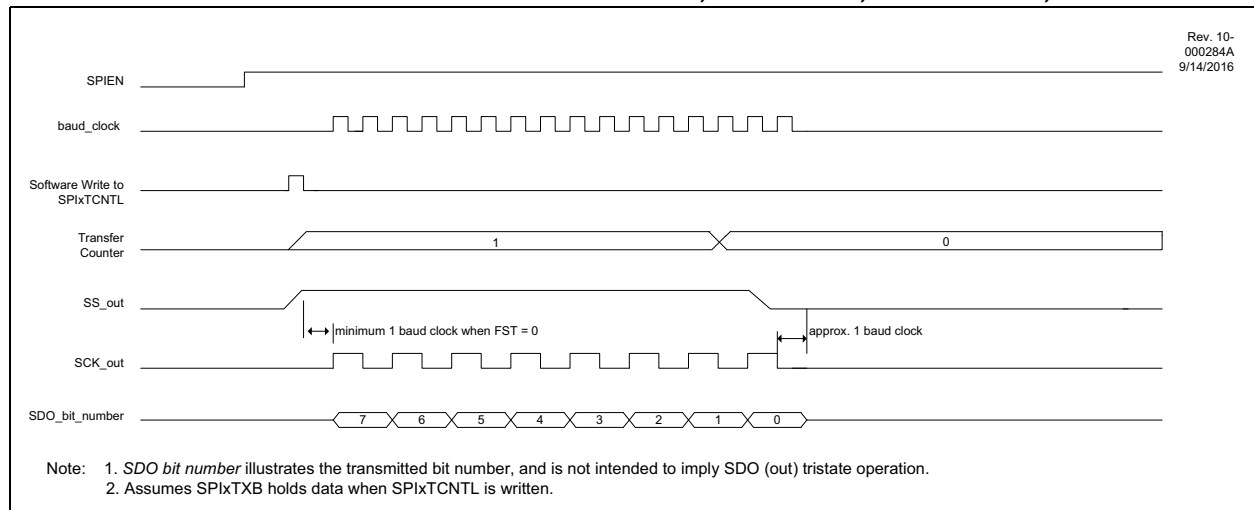 Rev. 10-
000284A
9/14/2016
SPIEN
baud_clock
Software Write to
SPIxTCNTL
Transfer
Counter
1
0
SS_out
minimum 1 baud clock when FST = 0
approx. 1 baud clock
SCK_out
SDO_bit_number
7
6
5
4
3
2
1
0
Note: 1. SDO bit number illustrates the transmitted bit number, and is not intended to imply SDO (out) tristate operation.
2. Assumes SPIxTXB holds data when SPIxTCNTL is written.